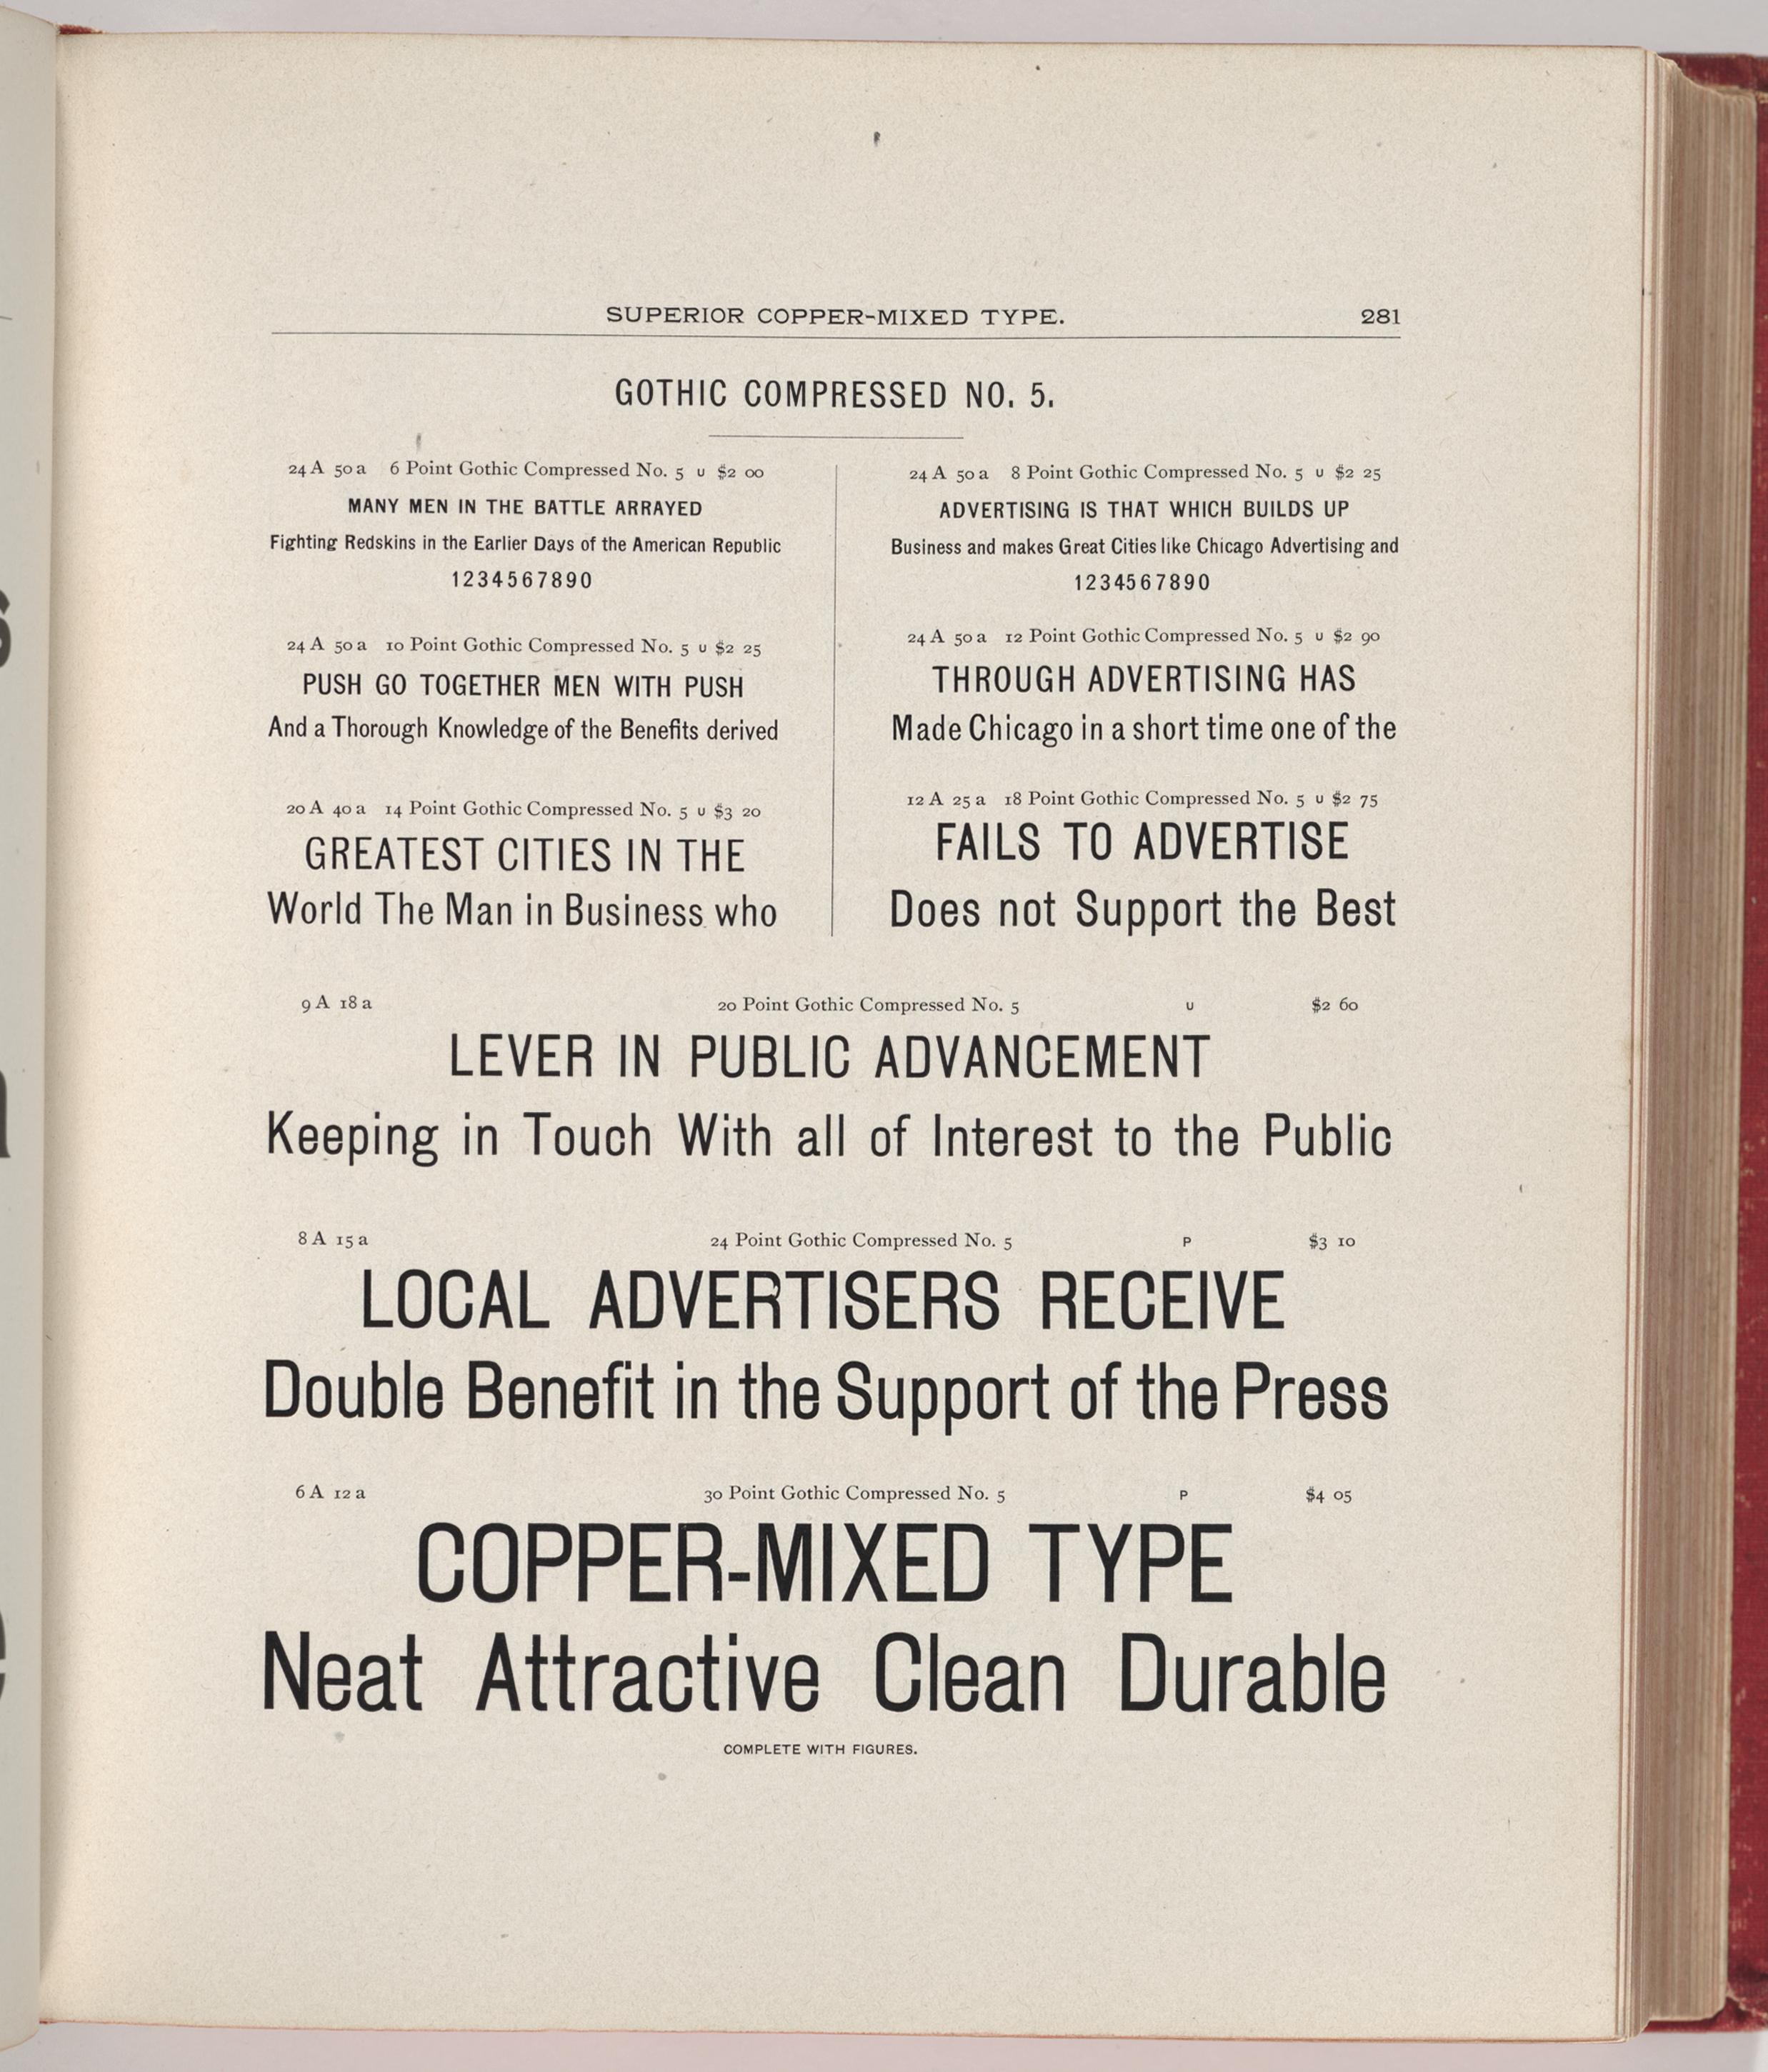 SUPERIOR COPPER-MIXED TYPE. 281
GOTHIC COMPRESSED NO. 5.
24 A 50 a 6 Point Gothic Compressed No. 5 U $2 00
MANY MEN IN THE BATTLE ARRAYED
Fighting Redskins in the Earlier Days of the American Republic
1234567890
24 A 50 a 10 Point Gothic Compressed No. 5 U $2 25
PUSH GO TOGETHER MEN WITH PUSH
And a Thorough Knowledge of the Benefits derived
20 A 40 a 14 Point Gothic Compressed No. 5 U $3 20
GREATEST CITIES IN THE
World The Man in Business who
24 A 50 a 8 Point Gothic Compressed No. 5 U $2 25
ADVERTISING IS THAT WHICH BUILDS UP
Business and makes Great Cities like Chicago Advertising and
1234567890
24 A 50 a 12 Point Gothic Compressed No. 5 U $2 90
THROUGH ADVERTISING HAS
Made Chicago in a short time one of the
12 A 25 a 18 Point Gothic Compressed No. 5 U $2 75
FAILS TO ADVERTISE
Does not Support the Best
9 A 18 a 20 Point Gothic Compressed No. 5 U $2 60
LEVER IN PUBLIC ADVANCEMENT
Keeping in Touch With all of Interest to the Public
8 A 15 a 24 Point Gothic Compressed No. 5 P $3 10
LOCAL ADVERTISERS RECEIVE
Double Benefit in the Support of the Press
6 A 12 a 30 Point Gothic Compressed No. 5 P $4 05
COPPER-MIXED TYPE
Neat Attractive Clean Durable
COMPLETE WITH FIGURES.